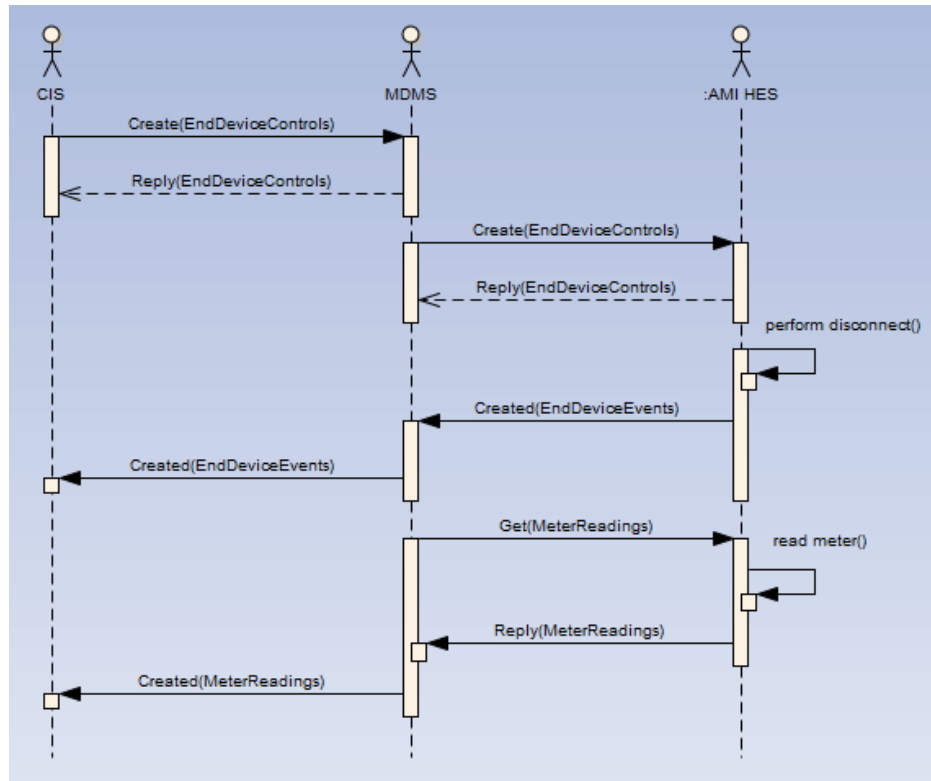 CIS
MDMS
:AMI HES
Create(EndDeviceControls)
Reply(EndDeviceControls)
Create(EndDeviceControls)
Reply(EndDeviceControls)
perform disconnect()
Created(EndDeviceEvents)
Created(EndDeviceEvents)
Get(MeterReadings)
read meter()
Reply(MeterReadings)
Created(MeterReadings)